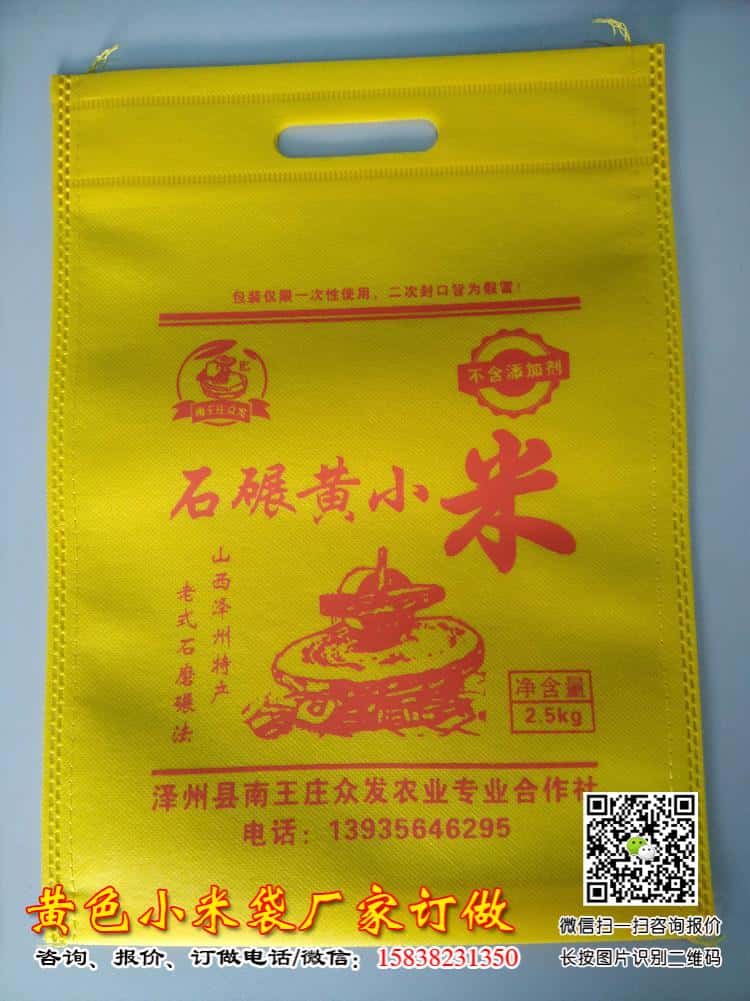 包装仅限一次性使用，二次封口皆为假冒！
南王庄众发
不含添加剂
石碾黄小米
山西泽州特产
老式石磨碾法
净含量
2.5kg
泽州县南王庄众发农业专业合作社
电话：13935646295
黄色小米袋厂家订做
咨询、报价、订做电话/微信：15838231350
微信扫一扫咨询报价
长按图片识别二维码